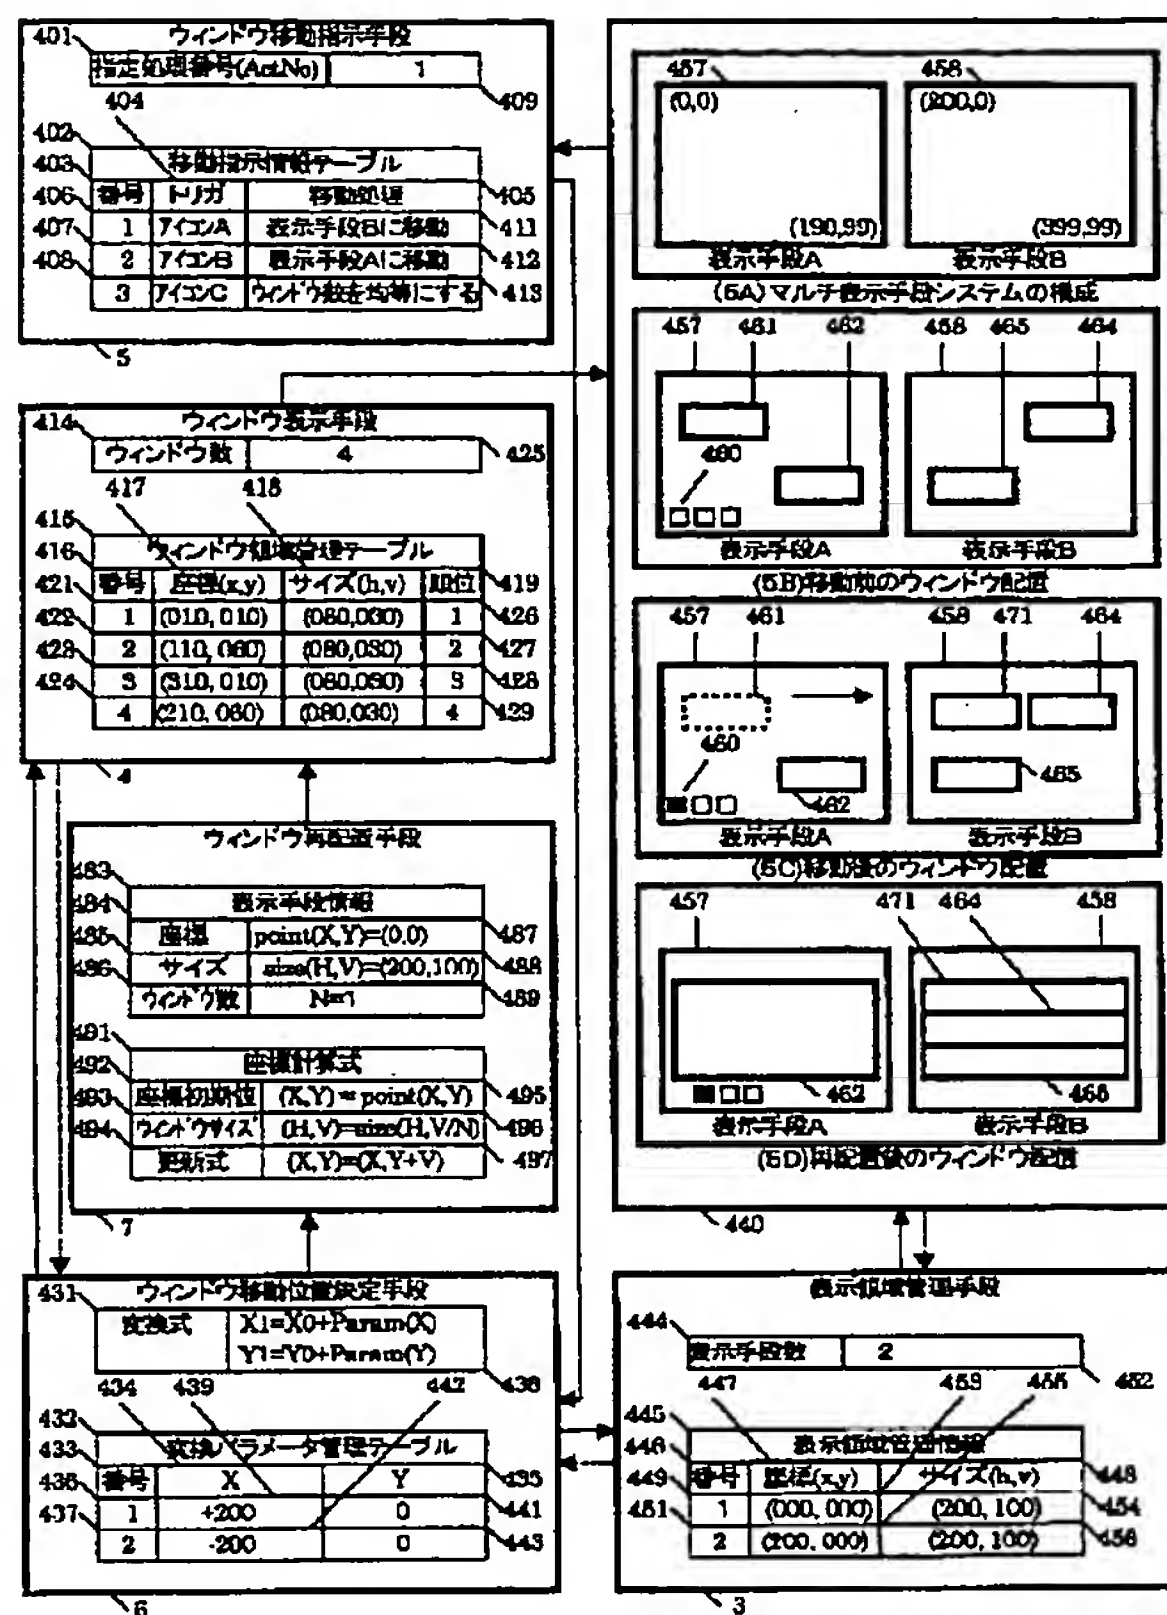 401
ウィンドウ移動指示手段
指定処理番号(ActNo) 1
404
409
402
403
移動指示情報テーブル
406 番号 トリガ 移動処理 405
407 1 アイコンA 表示手段Bに移動 411
408 2 アイコンB 表示手段Aに移動 412
3 アイコンC ウィンドウ数を均等にする 413
5
414
ウィンドウ表示手段
ウィンドウ数 4 425
417 418
415
416
ウィンドウ領域管理テーブル
421 番号 座標(x,y) サイズ(h,v) 順位 419
422 1 (010, 010) (080,030) 1 426
423 2 (110, 060) (080,030) 2 427
424 3 (310, 010) (080,030) 3 428
4 (210, 060) (080,030) 4 429
4
ウィンドウ再配置手段
483
484
表示手段情報
485 座標 point(X,Y)=(0.0) 487
486 サイズ size(H,V)=(200,100) 488
ウィンドウ数 N=1 489
491
492
座標計算式
493 座標初期値 (X,Y) = point(X,Y) 495
494 ウィンドウサイズ (H,V)=size(H,V/N) 496
更新式 (X,Y)=(X,Y+V) 497
7
431
ウィンドウ移動位置決定手段
変換式 X1=X0+Param(X)
Y1=Y0+Param(Y)
434 439 442 438
432
433
変換パラメータ管理テーブル
436 番号 X Y 435
437 1 +200 0 441
2 -200 0 443
6
457 458
(0,0) (200,0)
(190,99) (399,99)
表示手段A 表示手段B
(5A)マルチ表示手段システムの構成
457 461 462 458 465 464
460
表示手段A 表示手段B
(5B)移動前のウィンドウ配置
457 461 458 471 464
460
462
465
表示手段A 表示手段B
(5C)移動後のウィンドウ配置
457 471 464 458
462 465
表示手段A 表示手段B
(5D)再配置後のウィンドウ配置
440
表示領域管理手段
444
表示手段数 2 452
447 453 455
445
446
表示領域管理情報
449 番号 座標(x,y) サイズ(h,v) 448
451 1 (000, 000) (200, 100) 454
2 (200, 000) (200, 100) 456
3